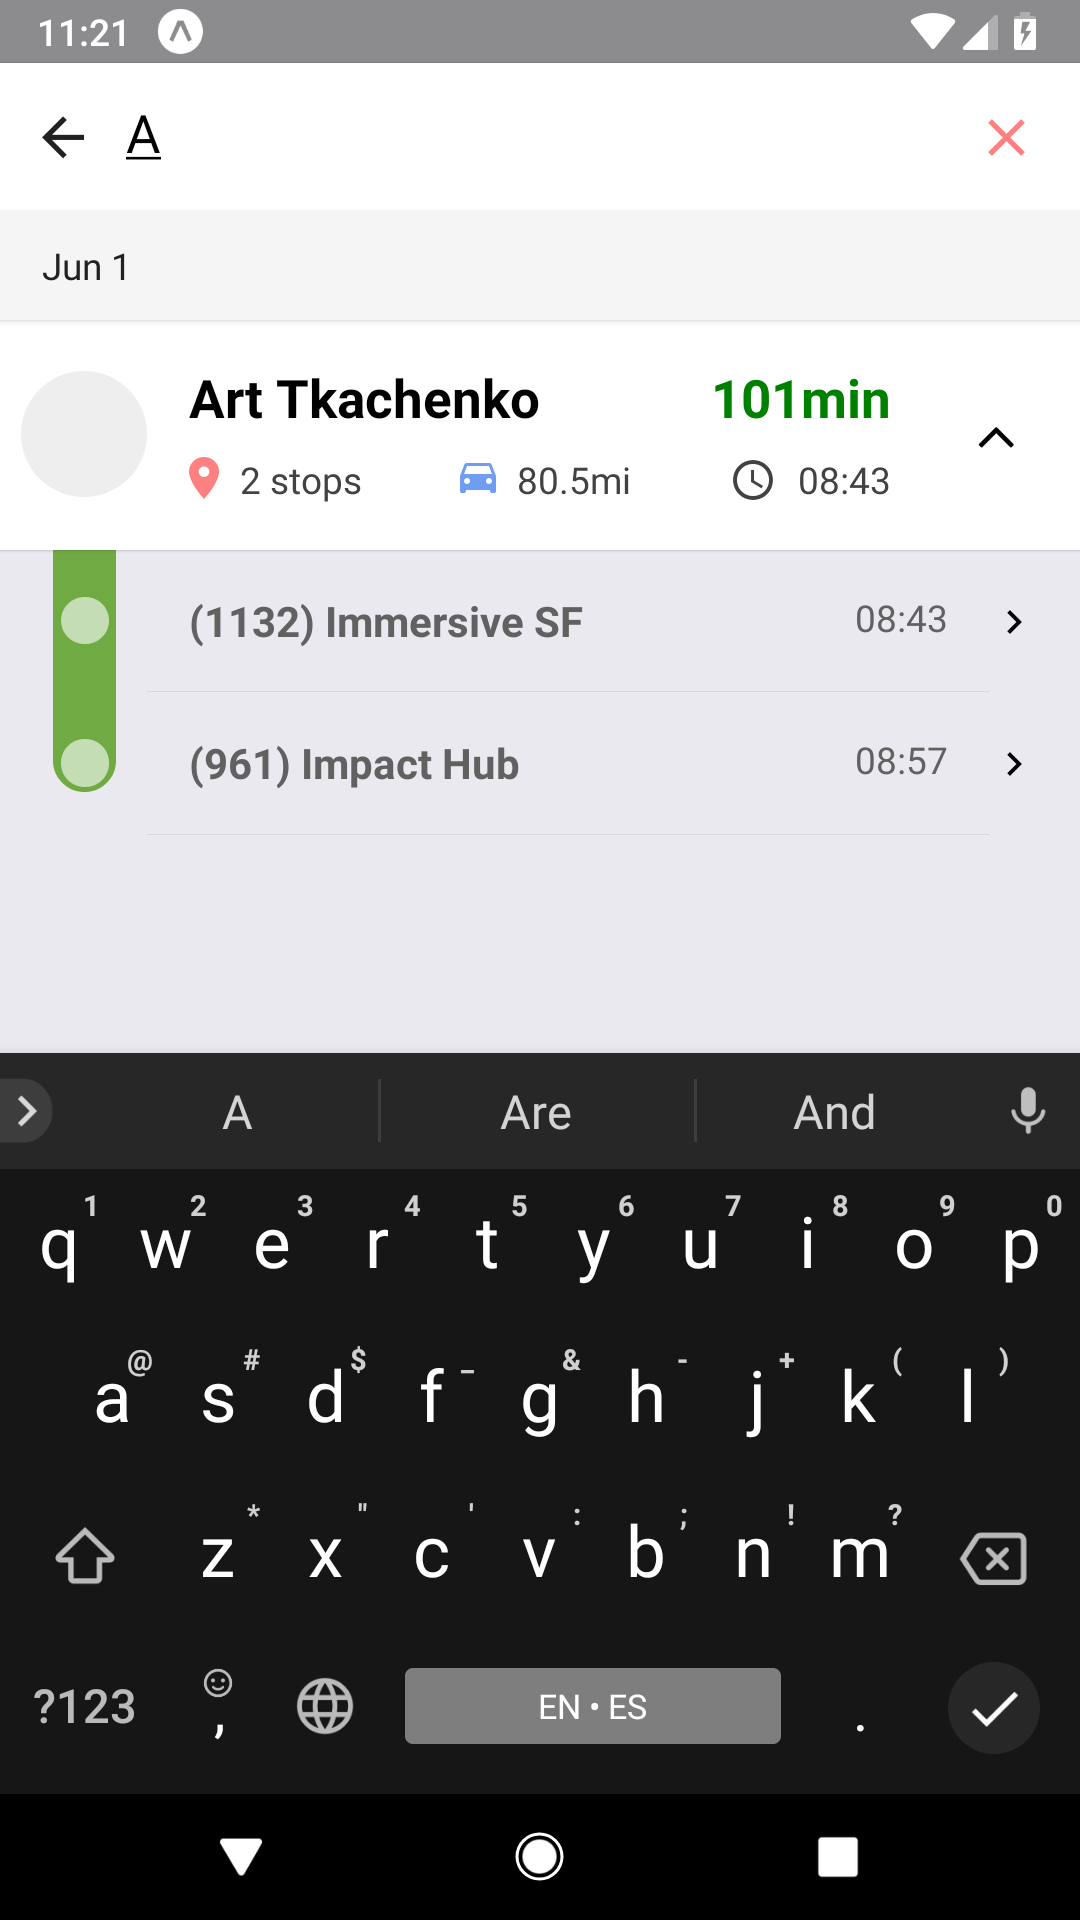 11:21
A
Jun 1
Art Tkachenko 101min
2 stops 80.5mi 08:43
(1132) Immersive SF 08:43
(961) Impact Hub 08:57
A Are And
1 2 3 4 5 6 7 8 9 0
q w e r t y u i o p
@ # $ _ & - + ( )
a s d f g h j k l
* " ' : ; ! ?
z x c v b n m
?123 , EN • ES .